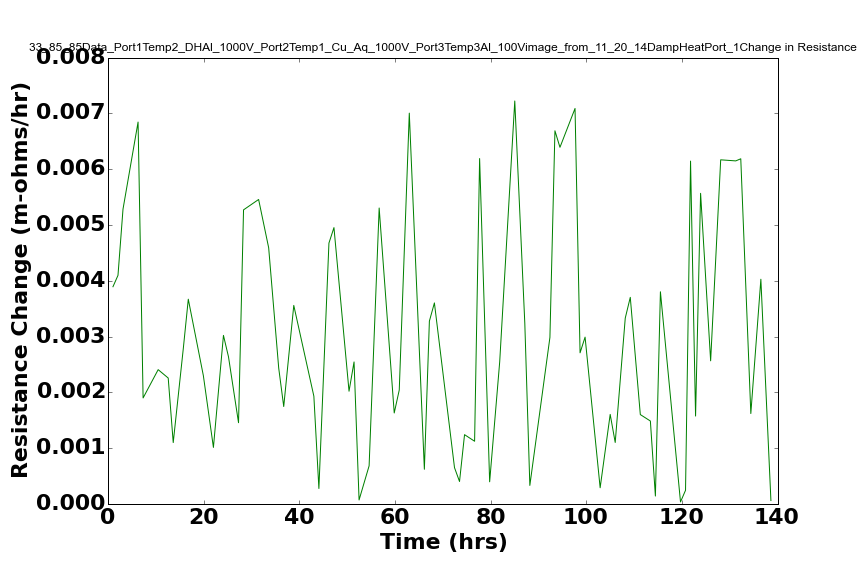 33_85_85Data_Port1Temp2_DHAl_1000V_Port2Temp1_Cu_Aq_1000V_Port3Temp3Al_100Vimage_from_11_20_14DampHeatPort_1Change in Resistance
0.008
0.007
0.006
0.005
0.004
0.003
0.002
0.001
0.000
Resistance Change (m-ohms/hr)
0 20 40 60 80 100 120 140
Time (hrs)